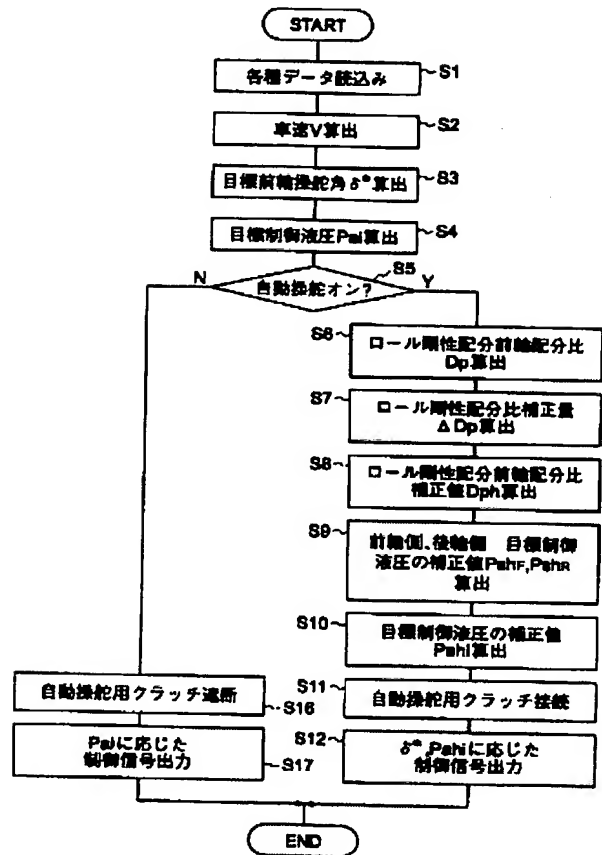 START
各種データ読込み
S1
車速V算出
S2
目標前輪操舵角δ*算出
S3
目標制御液圧Psi算出
S4
自動操舵オン?
S5
N
Y
S6
ロール剛性配分前輪配分比
Dp算出
S7
ロール剛性配分比補正量
ΔDp算出
S8
ロール剛性配分前輪配分比
補正値Dph算出
S9
前輪側、後輪側 目標制御
液圧の補正値PshF,PshR
算出
S10
目標制御液圧の補正値
Pshi算出
S11
自動操舵用クラッチ接続
S12
δ*,Pshiに応じた
制御信号出力
自動操舵用クラッチ遮断
S16
Psiに応じた
制御信号出力
S17
END